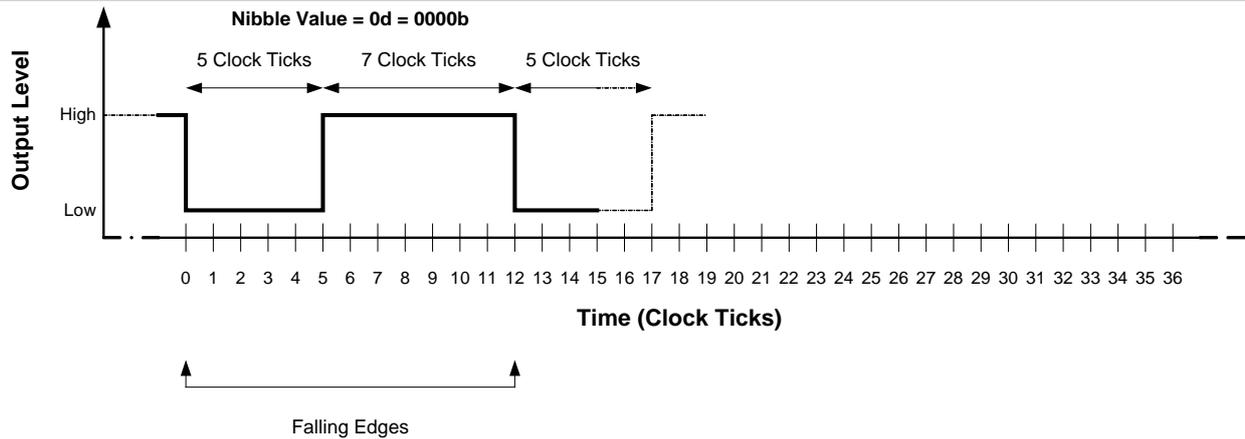 Nibble Value = 0d = 0000b
5 Clock Ticks 7 Clock Ticks 5 Clock Ticks
Output Level
High
Low
0 1 2 3 4 5 6 7 8 9 10 11 12 13 14 15 16 17 18 19 20 21 22 23 24 25 26 27 28 29 30 31 32 33 34 35 36
Time (Clock Ticks)
Falling Edges